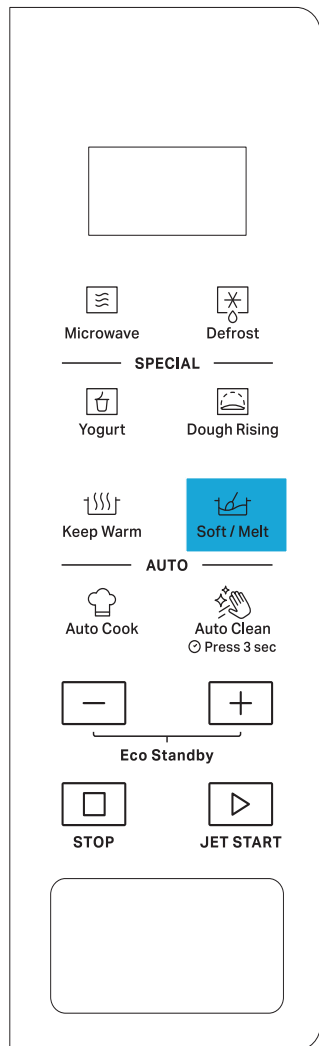 Microwave Defrost
SPECIAL
Yogurt Dough Rising
Keep Warm Soft / Melt
AUTO
Auto Cook Auto Clean
Press 3 sec
Eco Standby
STOP JET START